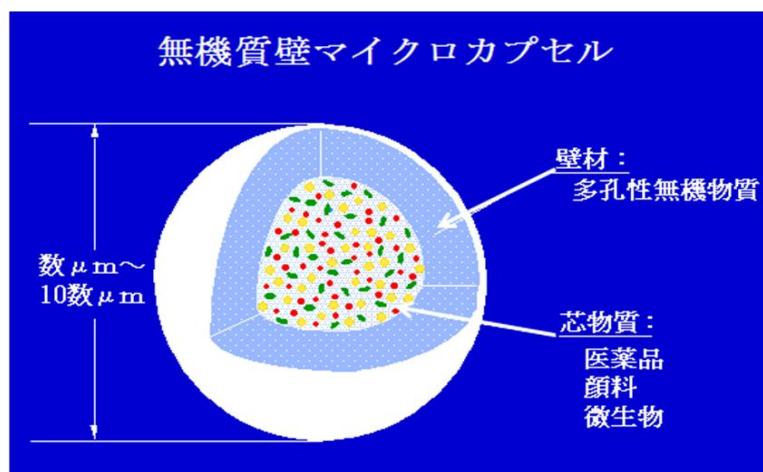 無機質壁マイクロカプセル
壁材：
多孔性無機物質
数μm～
10数μm
芯物質：
医薬品
顔料
微生物